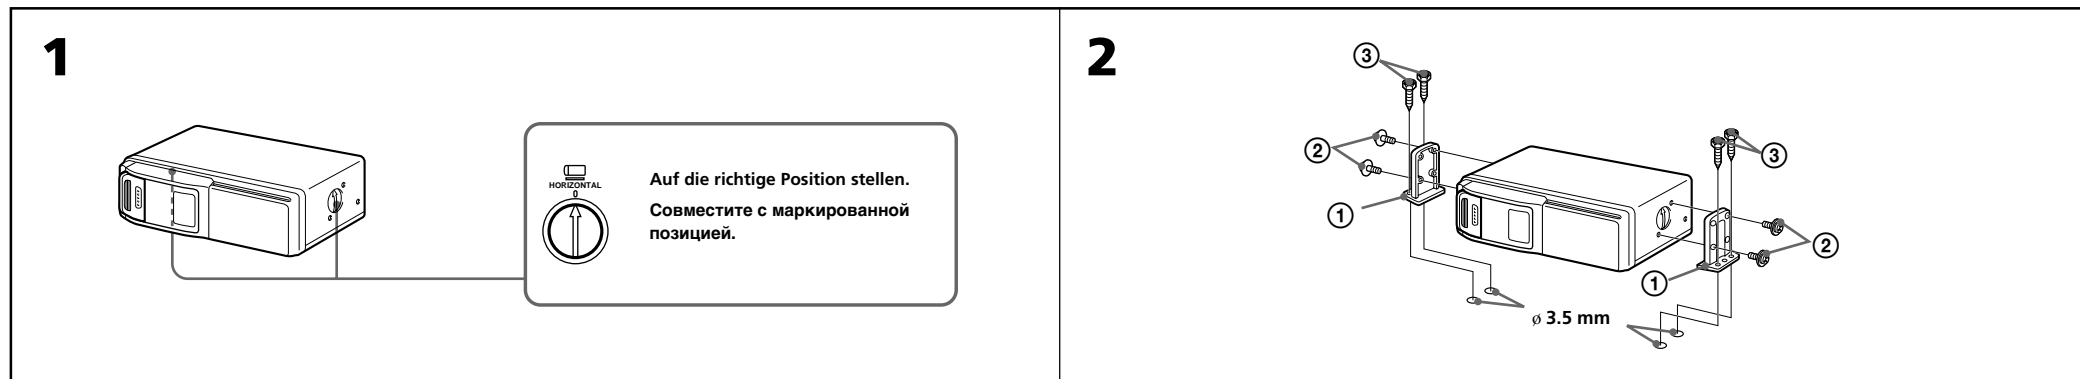 1
HORIZONTAL
0
Auf die richtige Position stellen.
Совместите с маркированной
позицией.
2
③
②
①
③
②
①
ø 3.5 mm